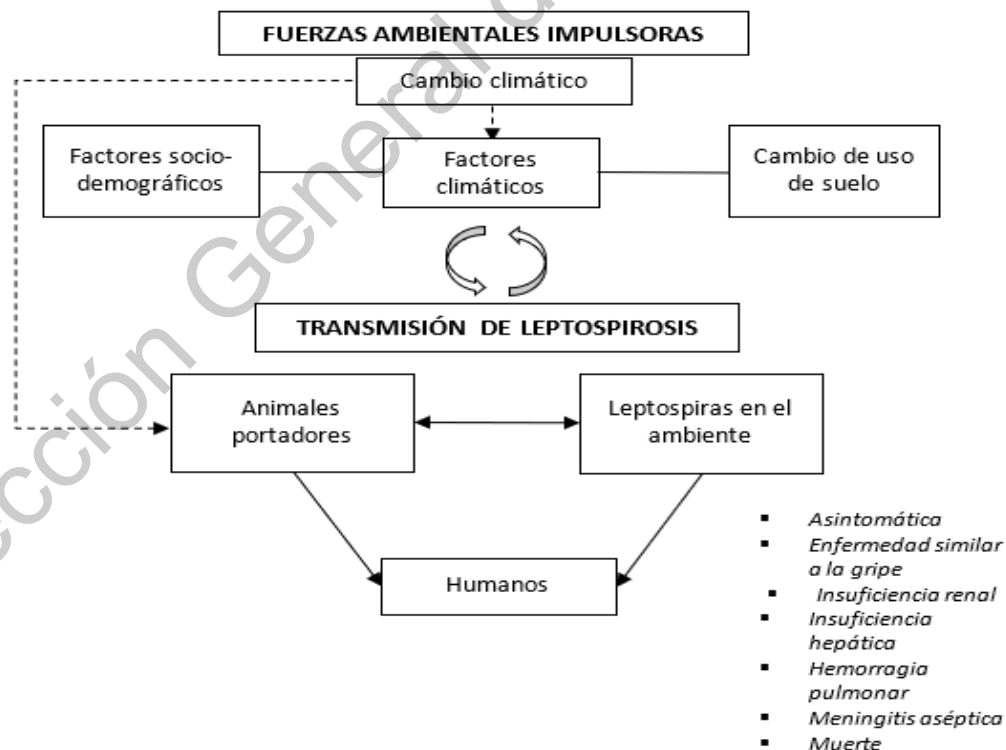 FUERZAS AMBIENTALES IMPULSORAS
Cambio climático
Factores socio-
demográficos
Factores
climáticos
Cambio de uso
de suelo
TRANSMISIÓN DE LEPTOSPIROSIS
Animales
portadores
Leptospiras en el
ambiente
Humanos
▪ Asintomática
▪ Enfermedad similar
a la gripe
▪ Insuficiencia renal
▪ Insuficiencia
hepática
▪ Hemorragia
pulmonar
▪ Meningitis aséptica
▪ Muerte
General